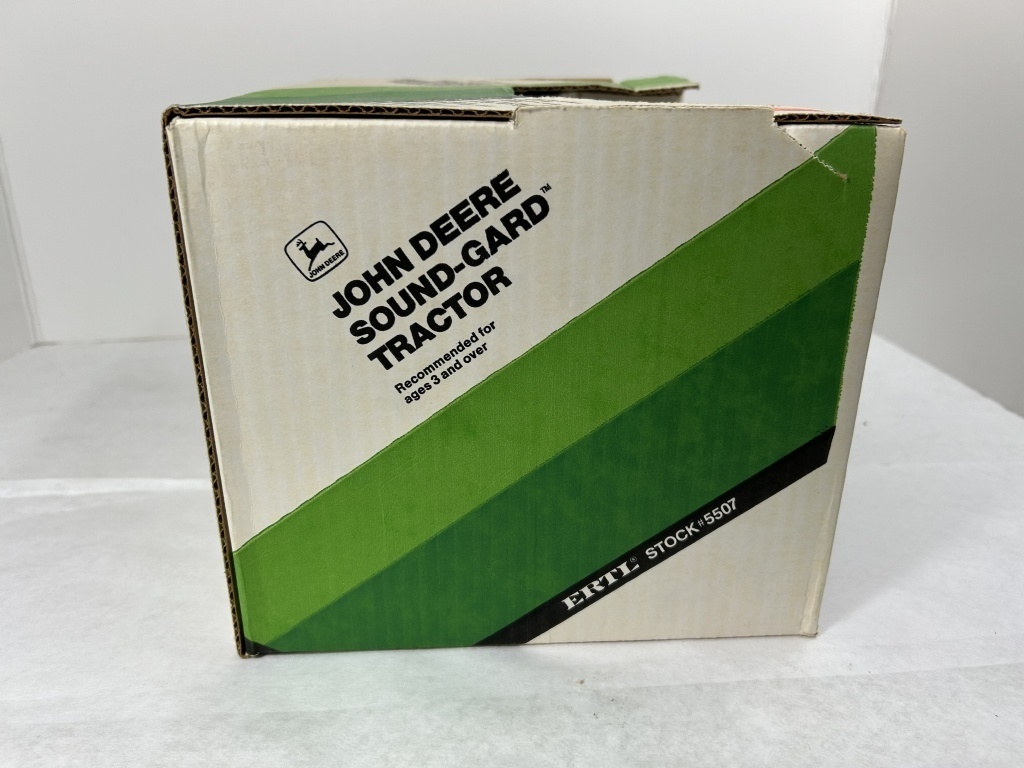 JOHN DEERE
JOHN DEERE
SOUND-GARD™
TRACTOR
Recommended for
ages 3 and over
ERTL® STOCK#5507